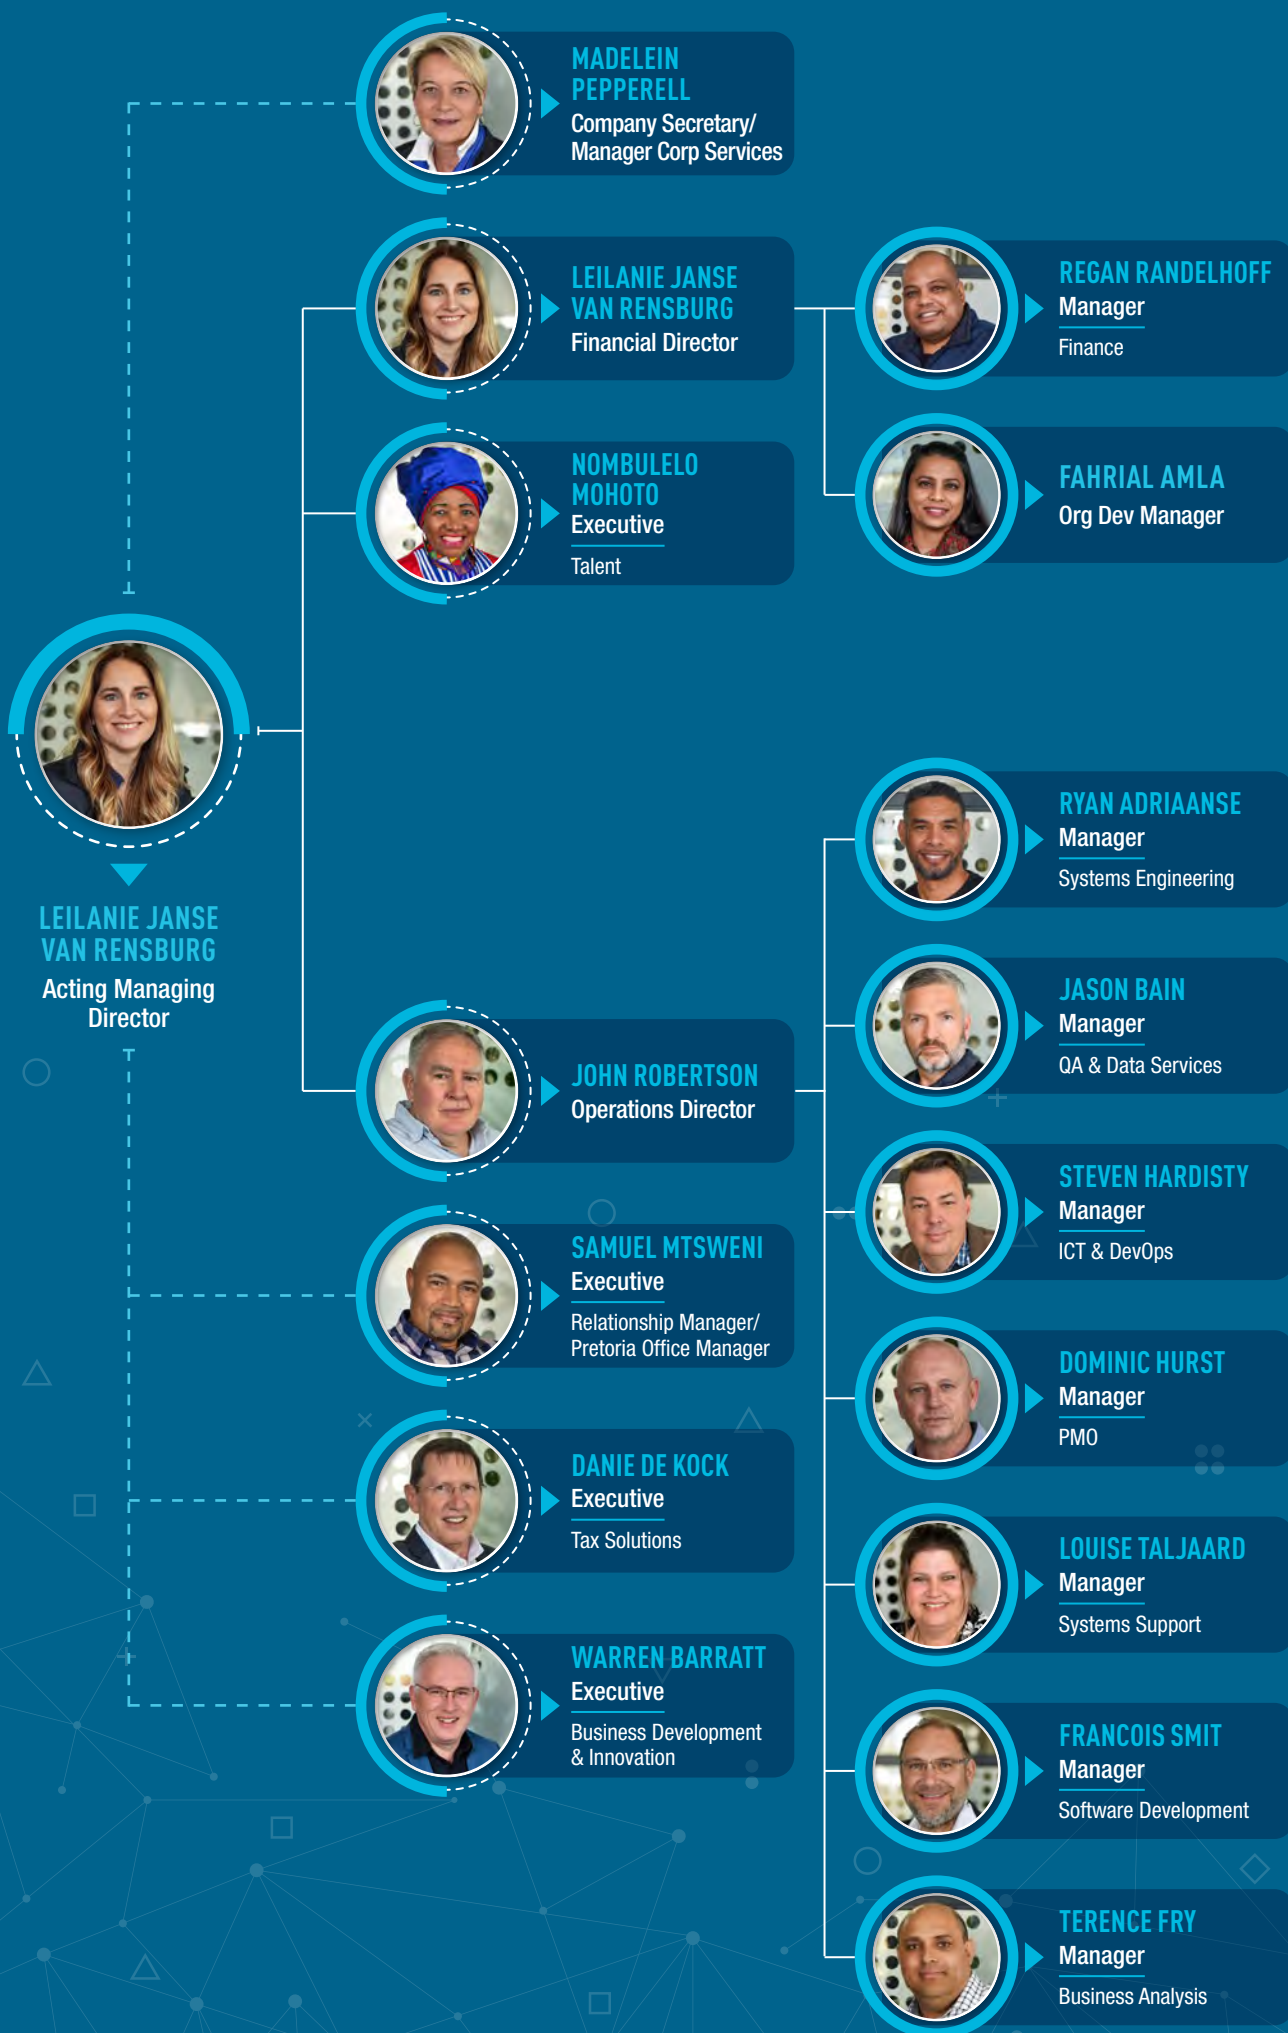 MADELEIN
PEPPERELL
Company Secretary/
Manager Corp Services
LEILANIE JANSE
VAN RENSBURG
Financial Director
REGAN RANDELHOFF
Manager
Finance
NOMBULELO
MOHOTO
Executive
Talent
FAHRIAL AMLA
Org Dev Manager
LEILANIE JANSE
VAN RENSBURG
Acting Managing
Director
JOHN ROBERTSON
Operations Director
RYAN ADRIAANSE
Manager
Systems Engineering
JASON BAIN
Manager
QA & Data Services
STEVEN HARDISTY
Manager
ICT & DevOps
DOMINIC HURST
Manager
PMO
LOUISE TALJAARD
Manager
Systems Support
FRANCOIS SMIT
Manager
Software Development
TERENCE FRY
Manager
Business Analysis
SAMUEL MTSWENI
Executive
Relationship Manager/
Pretoria Office Manager
DANIE DE KOCK
Executive
Tax Solutions
WARREN BARRATT
Executive
Business Development
& Innovation